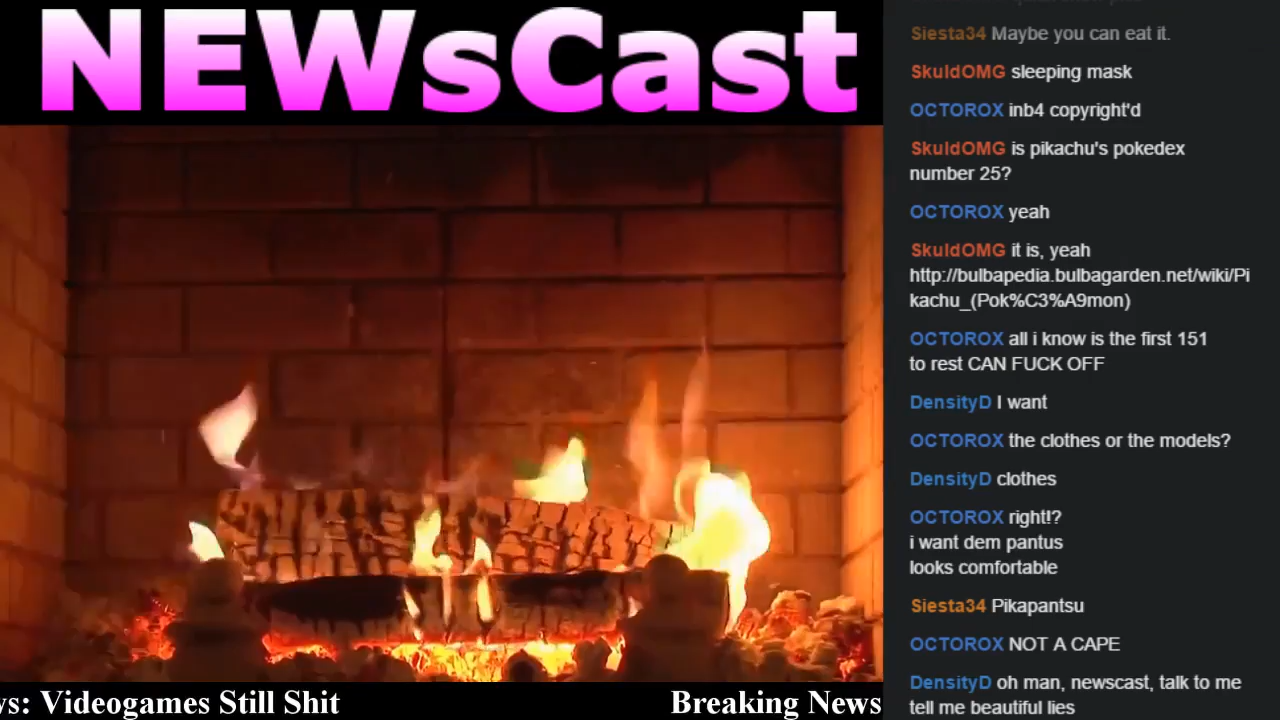 NEWsCast
Siesta34 Maybe you can eat it.
SkuldOMG sleeping mask
OCTOROX inb4 copyright'd
SkuldOMG is pikachu's pokedex
number 25?
OCTOROX yeah
SkuldOMG it is, yeah
http://bulbapedia.bulbagarden.net/wiki/Pi
kachu_(Pok%C3%A9mon)
OCTOROX all i know is the first 151
to rest CAN FUCK OFF
DensityD I want
OCTOROX the clothes or the models?
DensityD clothes
OCTOROX right!?
i want dem pantus
looks comfortable
Siesta34 Pikapantsu
OCTOROX NOT A CAPE
DensityD oh man, newscast, talk to me
tell me beautiful lies
ws: Videogames Still Shit Breaking News